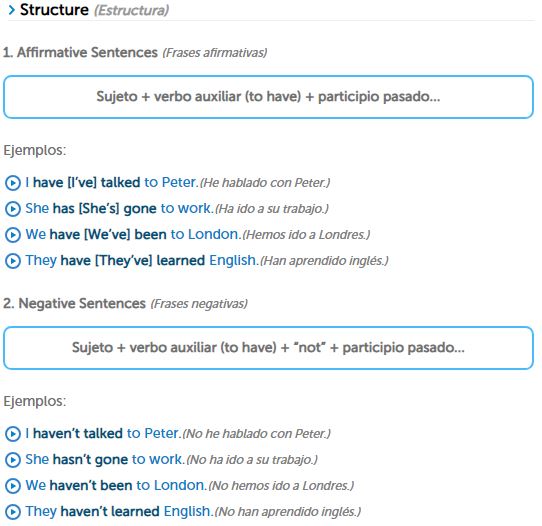 Structure (Estructura)
1. Affirmative Sentences (Frases afirmativas)
Sujeto + verbo auxiliar (to have) + participio pasado...
Ejemplos:
I have [I've] talked to Peter.(He hablado con Peter.)
She has [She's] gone to work.(Ha ido a su trabajo.)
We have [We've] been to London.(Hemos ido a Londres.)
They have [They've] learned English.(Han aprendido inglés.)
2. Negative Sentences (Frases negativas)
Sujeto + verbo auxiliar (to have) + “not” + participio pasado...
Ejemplos:
I haven't talked to Peter.(No he hablado con Peter.)
She hasn't gone to work.(No ha ido a su trabajo.)
We haven't been to London.(No hemos ido a Londres.)
They haven't learned English.(No han aprendido inglés.)